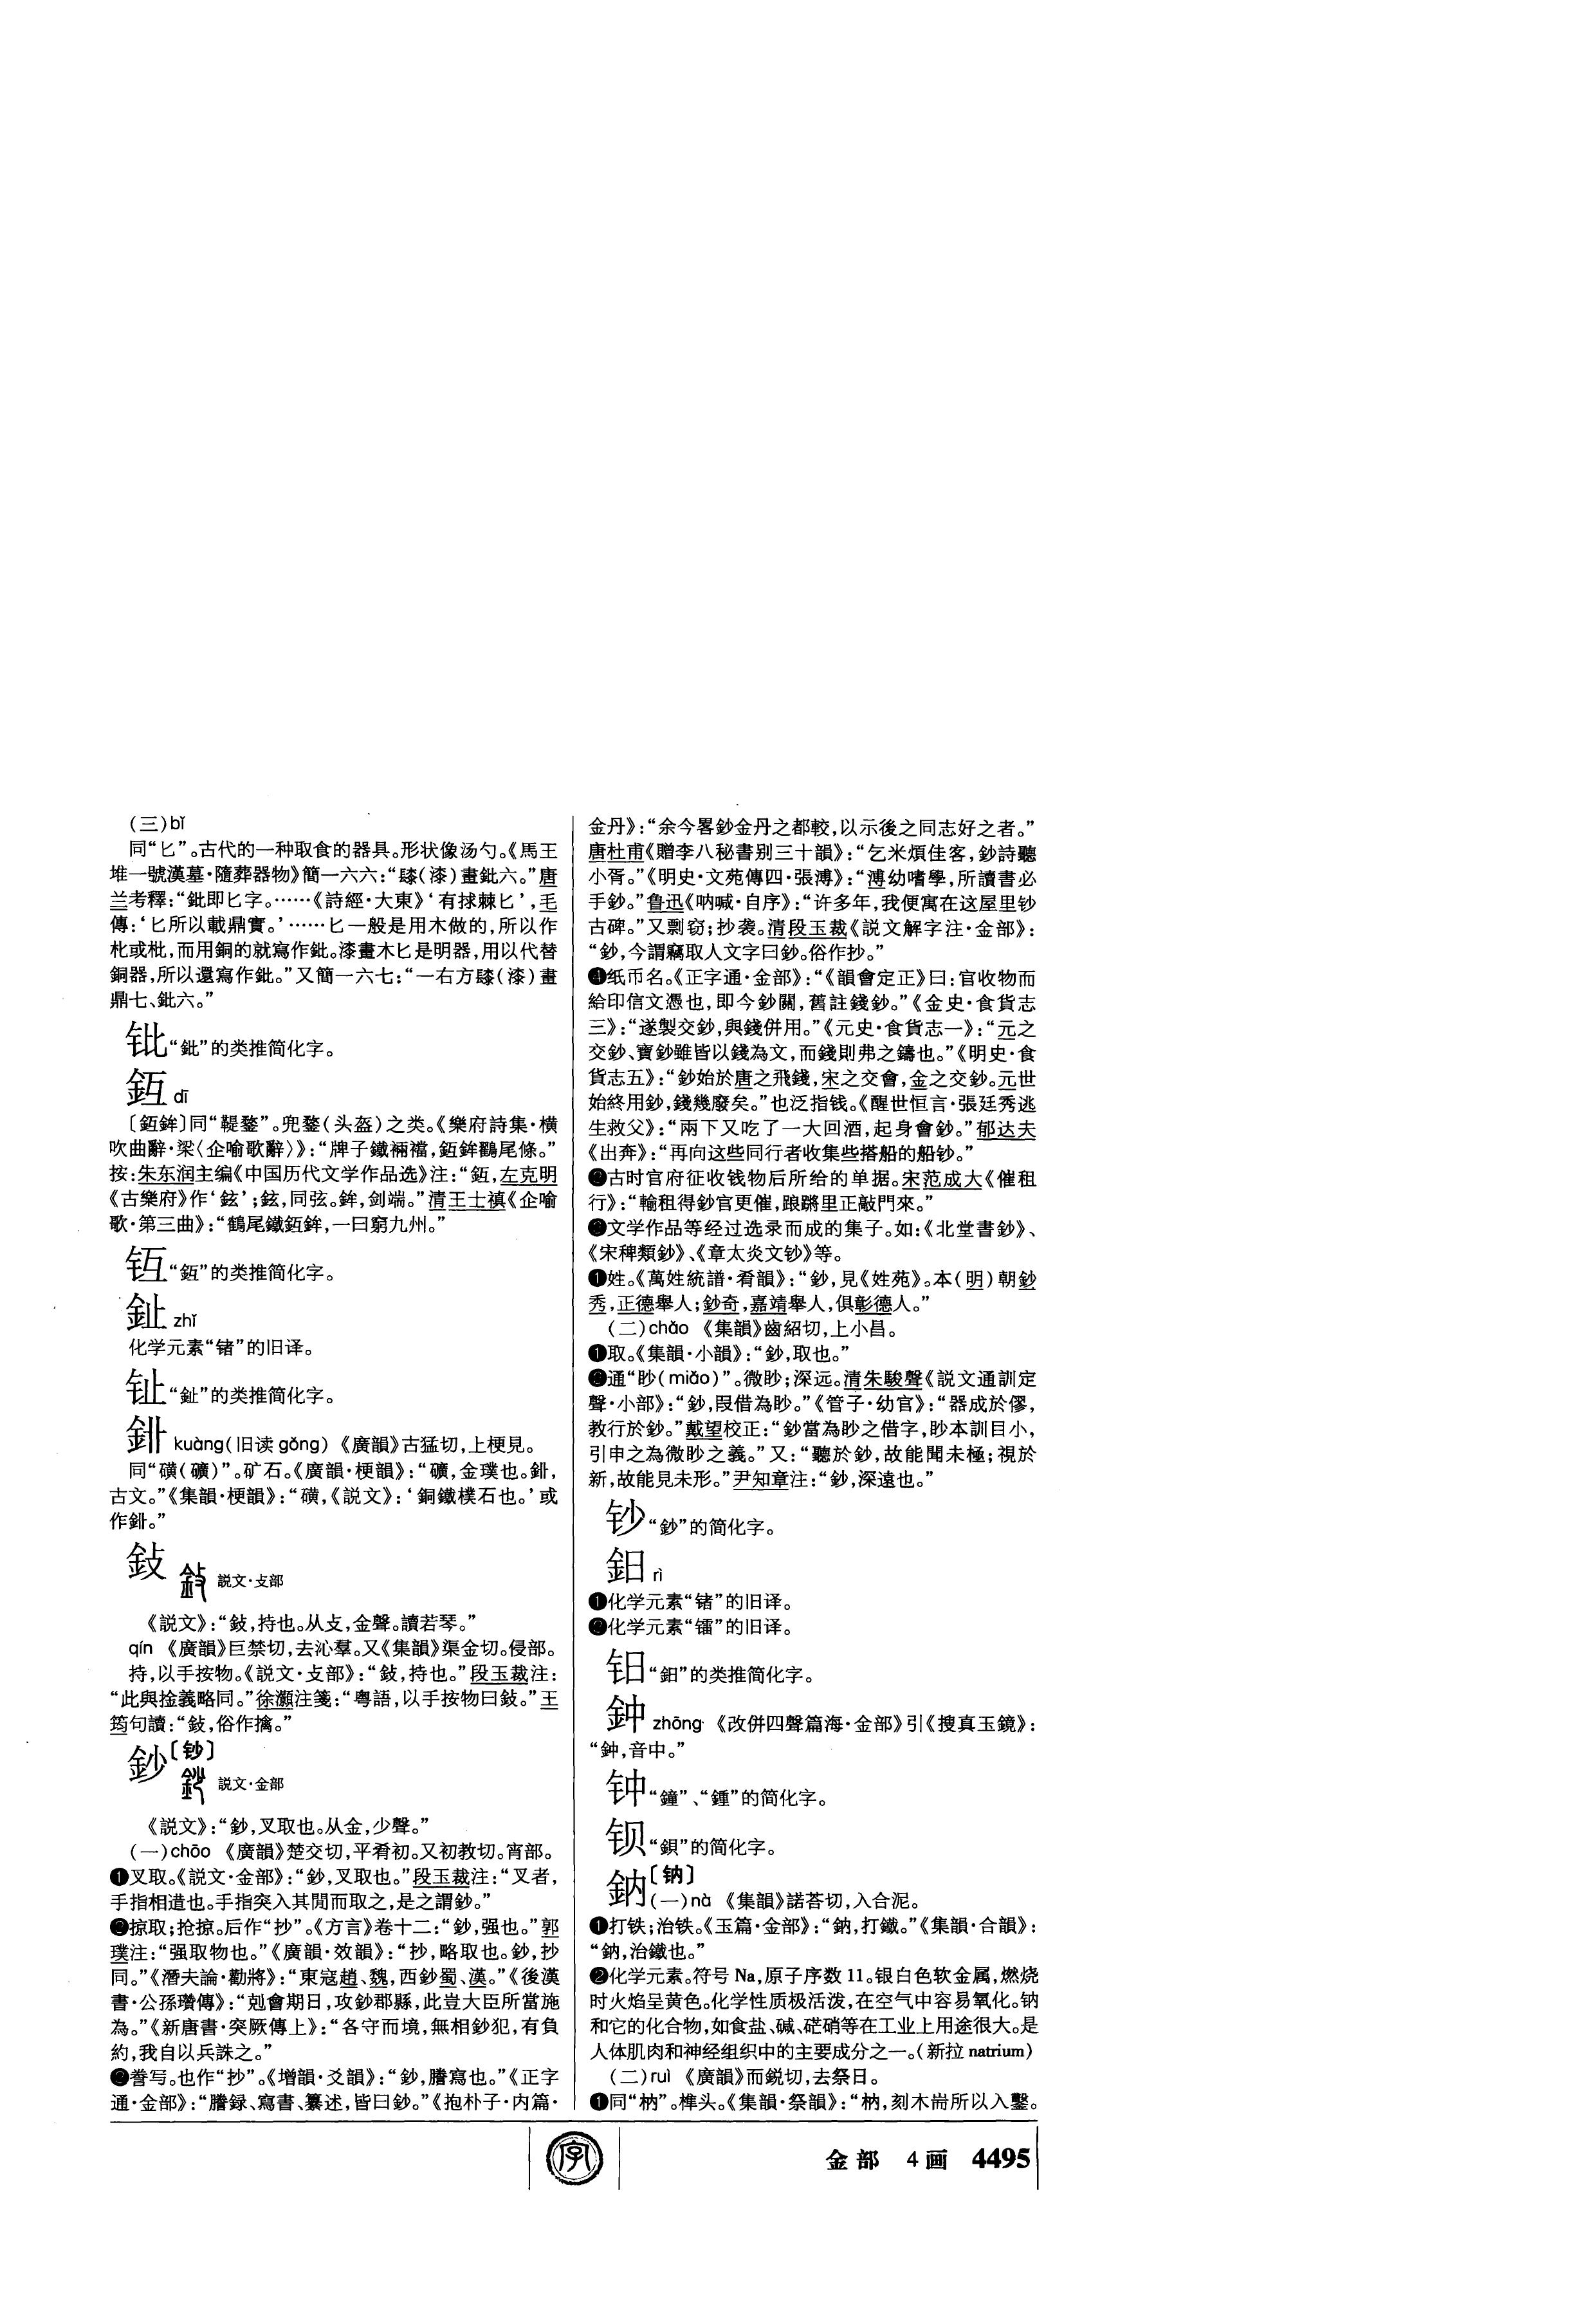 (三)bǐ
同“匕”。古代的一种取食的器具。形状像汤勺。《馬王
堆一號漢墓·隨葬器物》簡一六六：“䰍(漆)畫鈚六。”唐
兰考釋：“鈚即匕字。……《詩經·大東》‘有捄棘匕’，毛
傳：‘匕所以載鼎實。’……匕一般是用木做的，所以作
朼或枇，而用銅的就寫作鈚。漆畫木匕是明器，用以代替
銅器，所以還寫作鈚。”又簡一六七：“一右方䰍(漆)畫
鼎七、鈚六。”
“鈚”的类推简化字。
dī
同“鞮鍪”。兜鍪(头盔)之类。《樂府詩集·橫
吹曲辭·梁〈企喻歌辭〉》：“牌子鐵裲襠，䤣鉾鸐尾條。”
按：朱东润主编《中国历代文学作品选》注：“䤣，左克明
《古樂府》作‘鉉’；鉉，同弦。鉾，剑端。”清王士禛《企喻
歌·第三曲》：“鶴尾鐵䤣鉾，一日窮九州。”
“䤣”的类推简化字。
鉺 zhǐ
化学元素“锗”的旧译。
“䤠”的类推简化字。
kuàng(旧读gǒng) 《廣韻》古猛切，上梗見。
同“磺(礦)”。矿石。《廣韻·梗韻》：“礦，金璞也。鉱，
古文。”《集韻·梗韻》：“磺，《説文》：‘銅鐵樸石也。’或
説文·攴部
《説文》：“鈙，持也。从攴，金聲。讀若琴。”
qín 《廣韻》巨禁切，去沁羣。又《集韻》渠金切。侵部。
持，以手按物。《説文·攴部》：“鈙，持也。”段玉裁注：
“此與捦義略同。”徐灝注箋：“粵語，以手按物曰鈙。”王
筠句讀：“鈙，俗作擒。”
鈔〔钞〕
説文·金部
《説文》：“鈔，叉取也。从金，少聲。”
(一)chāo 《廣韻》楚交切，平肴初。又初教切。宵部。
❶叉取。《説文·金部》：“鈔，叉取也。”段玉裁注：“叉者，
手指相逪也。手指突入其閒而取之，是之謂鈔。”
❷掠取；抢掠。后作“抄”。《方言》卷十二：“鈔，强也。”郭
璞注：“强取物也。”《廣韻·效韻》：“抄，略取也。鈔，抄
同。”《潛夫論·勸將》：“東寇趙、魏，西鈔蜀、漢。”《後漢
書·公孫瓚傳》：“剋會期日，攻鈔郡縣，此豈大臣所當施
為。”《新唐書·突厥傳上》：“各守而境，無相鈔犯，有負
約，我自以兵誅之。”
❸誊写。也作“抄”。《增韻·爻韻》：“鈔，謄寫也。”《正字
通·金部》：“謄録、寫書、纂述，皆曰鈔。”《抱朴子·内篇·
金丹》：“余今畧鈔金丹之都較，以示後之同志好之者。”
唐杜甫《贈李八秘書别三十韻》：“乞米煩佳客，鈔詩聽
小胥。”《明史·文苑傳四·張溥》：“溥幼嗜學，所讀書必
手鈔。”鲁迅《呐喊·自序》：“许多年，我便寓在这屋里钞
古碑。”又剽窃；抄袭。清段玉裁《説文解字注·金部》：
“鈔，今謂竊取人文字曰鈔。俗作抄。”
❹纸币名。《正字通·金部》：“《韻會定正》曰：官收物而
給印信文憑也，即今鈔關，舊註錢鈔。”《金史·食貨志
三》：“遂製交鈔，與錢併用。”《元史·食貨志一》：“元之
交鈔、寶鈔雖皆以錢為文，而錢則弗之鑄也。”《明史·食
貨志五》：“鈔始於唐之飛錢，宋之交會，金之交鈔。元世
始終用鈔，錢幾廢矣。”也泛指钱。《醒世恒言·張廷秀逃
生救父》：“兩下又吃了一大回酒，起身會鈔。”郁达夫
《出奔》：“再向这些同行者收集些搭船的船钞。”
古时官府征收钱物后所给的单据。宋范成大《催租
行》：“輸租得鈔官更催，踉蹡里正敲門來。”
文学作品等经过选录而成的集子。如：《北堂書鈔》、
《宋稗類鈔》、《章太炎文钞》等。
姓。《萬姓統譜·肴韻》：“鈔，見《姓苑》。本(明)朝鈔
秀，正德舉人；鈔奇，嘉靖舉人，俱彰德人。”
(二)chǎo 《集韻》齒紹切，上小昌。
❶取。《集韻·小韻》：“鈔，取也。”
❷通“眇(miǎo)”。微眇；深远。清朱駿聲《説文通訓定
聲·小部》：“鈔，叚借為眇。”《管子·幼官》：“器成於僇，
教行於鈔。”戴望校正：“鈔當為眇之借字，眇本訓目小，
引申之為微眇之義。”又：“聽於鈔，故能聞未極；視於
新，故能見未形。”尹知章注：“鈔，深遠也。”
钞“鈔”的简化字。
鈤 rì
❶化学元素“锗”的旧译。
❷化学元素“镭”的旧译。
“鈤”的类推简化字。
鈡 zhōng 《改併四聲篇海·金部》引《搜真玉鏡》：
“鈡，音中。”
钟“鐘”、“鍾”的简化字。
钡“鋇”的简化字。
鈉〔钠〕
(一)nà 《集韻》諾荅切，入合泥。
❶打铁；治铁。《玉篇·金部》：“鈉，打鐵。”《集韻·合韻》：
“鈉，治鐵也。”
❷化学元素。符号 Na，原子序数 11。银白色软金属，燃烧
时火焰呈黄色。化学性质极活泼，在空气中容易氧化。钠
和它的化合物，如食盐、碱、硭硝等在工业上用途很大。是
人体肌肉和神经组织中的主要成分之一。(新拉 natrium)
(二)ruì 《廣韻》而鋭切，去祭日。
❶同“枘”。榫头。《集韻·祭韻》：“枘，刻木耑所以入鑿。
字
金部 4画 4495